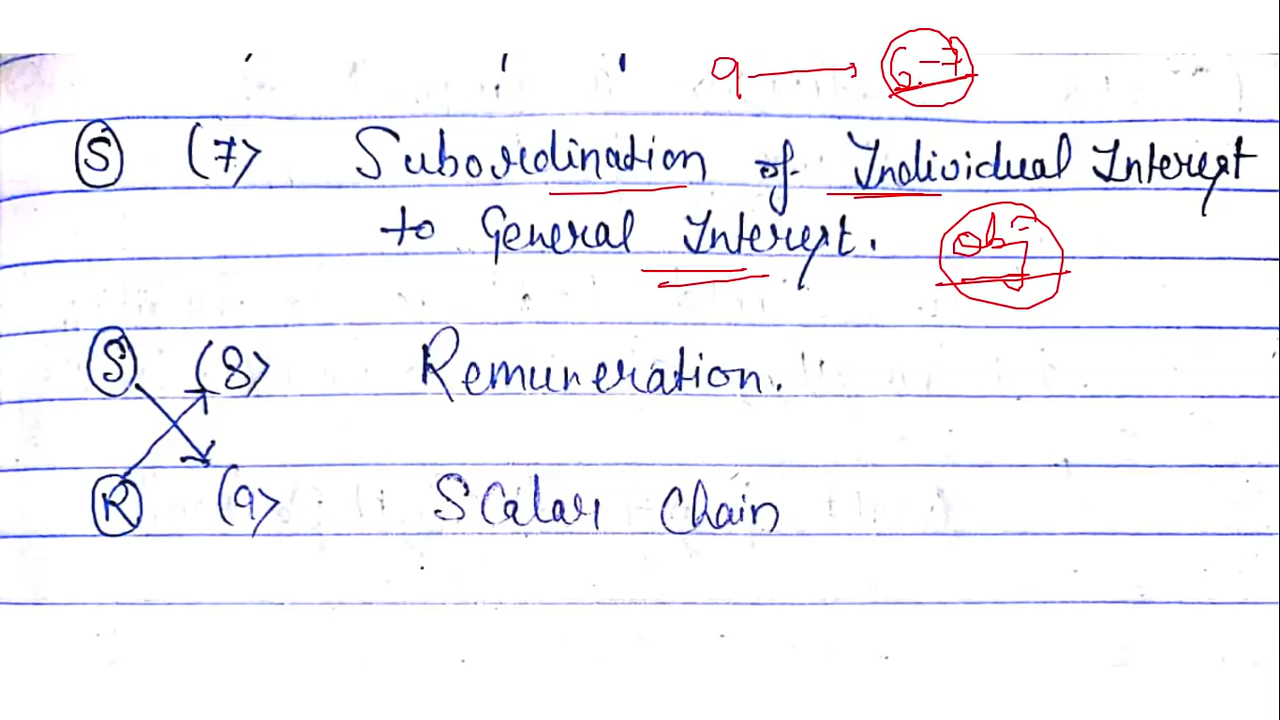 9 → 6-7
(S) (7) Subordination of Individual Interest
to General Interest. obj
(S) (8) Remuneration.
(R) (9) Scalar Chain